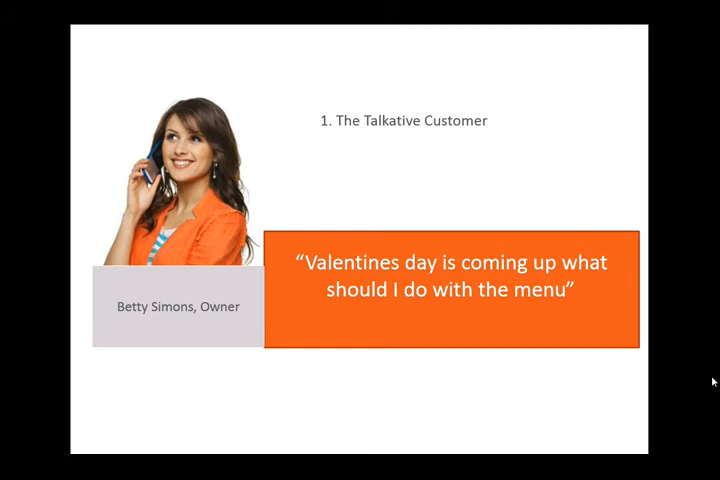 1. The Talkative Customer
“Valentines day is coming up what
should I do with the menu”
Betty Simons, Owner